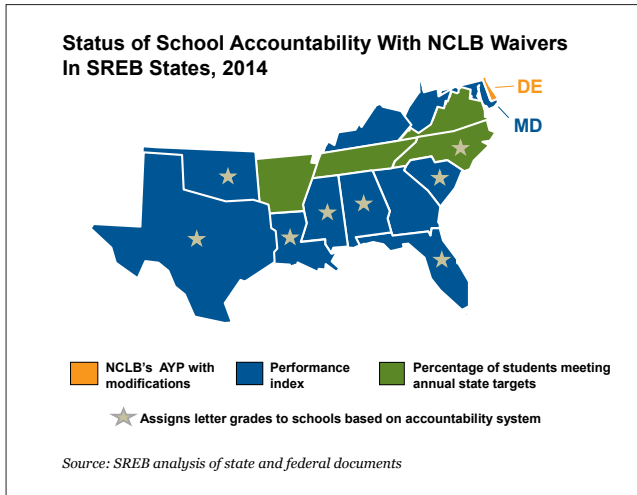 Status of School Accountability With NCLB Waivers
In SREB States, 2014
DE
MD
NCLB's AYP with
modifications
Performance
index
Percentage of students meeting
annual state targets
Assigns letter grades to schools based on accountability system
Source: SREB analysis of state and federal documents